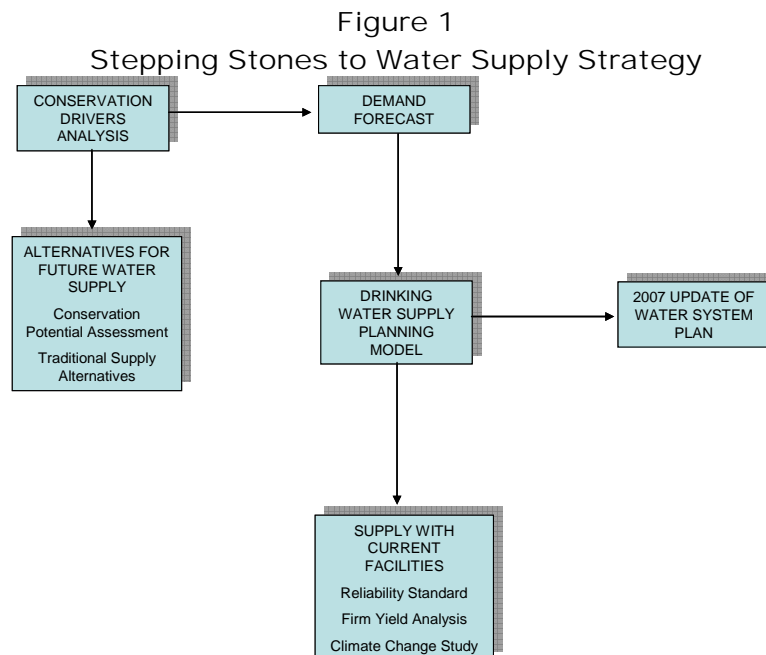 Figure 1
Stepping Stones to Water Supply Strategy
CONSERVATION
DRIVERS
ANALYSIS
DEMAND
FORECAST
ALTERNATIVES FOR
FUTURE WATER
SUPPLY
Conservation
Potential Assessment
Traditional Supply
Alternatives
DRINKING
WATER SUPPLY
PLANNING
MODEL
2007 UPDATE OF
WATER SYSTEM
PLAN
SUPPLY WITH
CURRENT
FACILITIES
Reliability Standard
Firm Yield Analysis
Climate Change Study